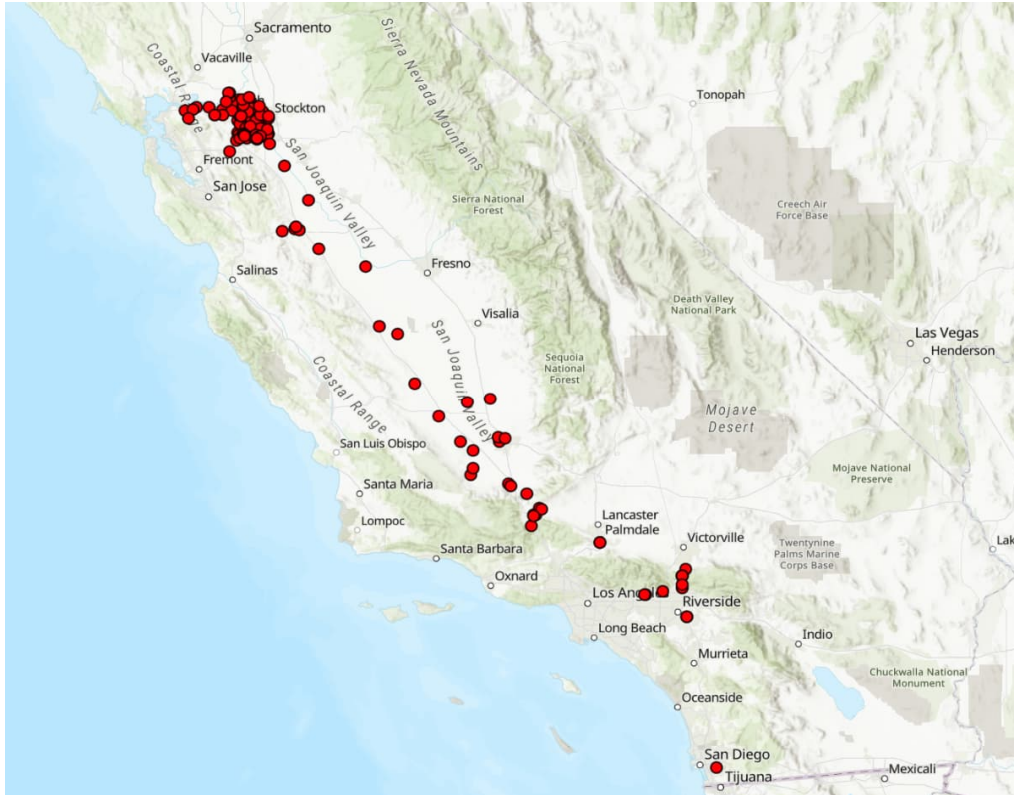 Sacramento
Vacaville
Coastal Range
Sierra Nevada Mountains
Tonopah
Stockton
Fremont
San Joaquin Valley
San Jose
Sierra National
Forest
Creech Air
Force Base
Salinas
Fresno
Death Valley
National Park
Visalia
San Joaquin Valley
Las Vegas
Henderson
Sequoia
National
Forest
Coastal Range
Mojave
Desert
San Luis Obispo
Mojave National
Preserve
Santa Maria
Lompoc
Lancaster
Palmdale
Victorville
Twentynine
Palms Marine
Corps Base
Santa Barbara
Oxnard
Los
Riverside
Long Beach
Indio
Murrieta
Chuckwalla National
Monument
Oceanside
San Diego
Tijuana
Mexicali